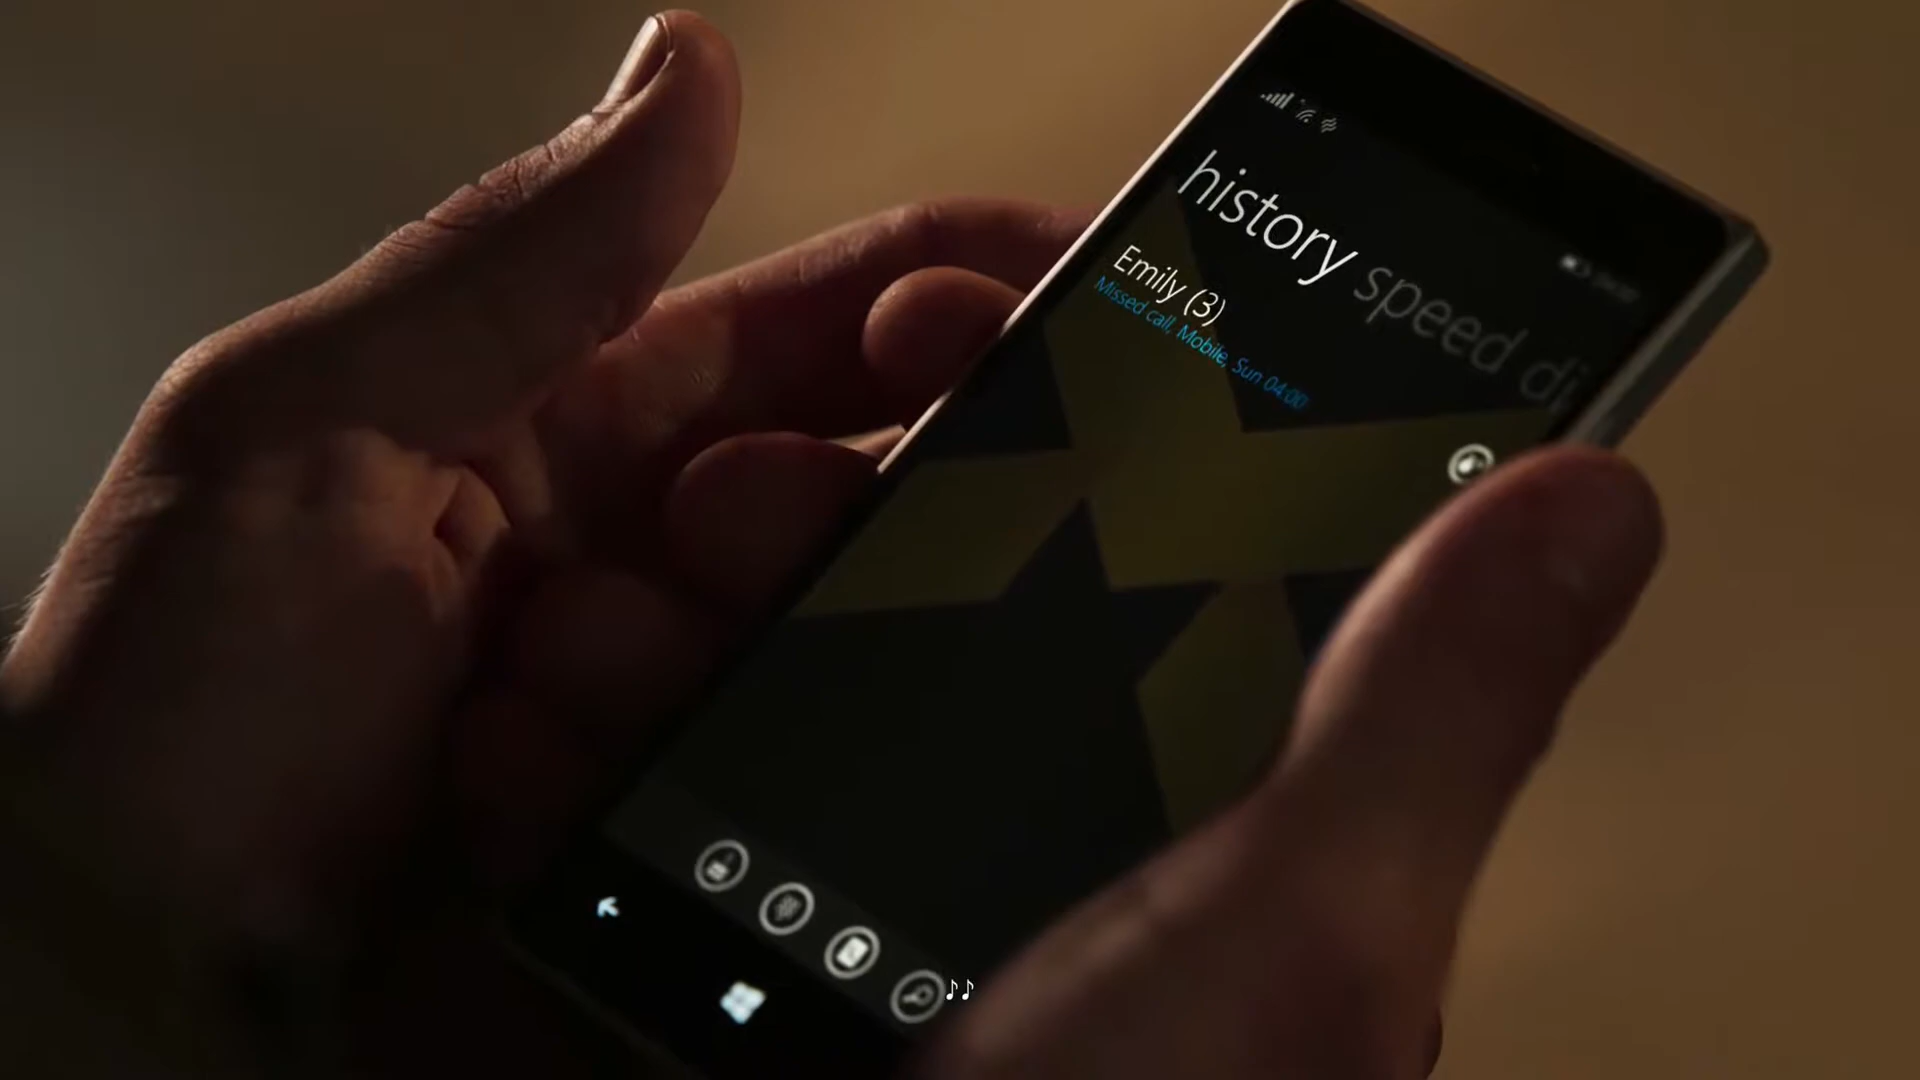 history speed di
Emily (3)
Missed call, Mobile, Sun 04:00
♪♪